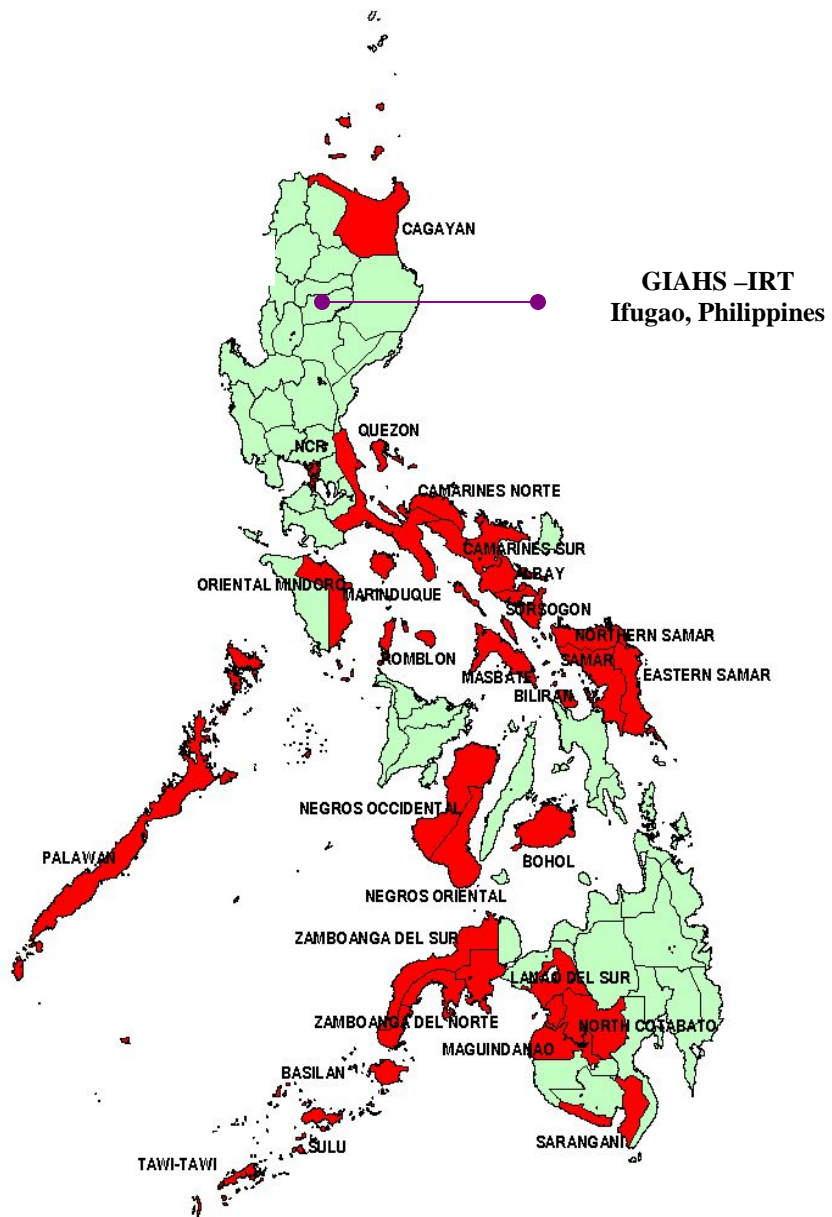 CAGAYAN
GIAHS –IRT
Ifugao, Philippines
QUEZON
NCR
CAMARINES NORTE
CAMARINES SUR
ALBAY
ORIENTAL MINDORO
MARINDUQUE
SORSOGON
NORTHERN SAMAR
ROMBLON
SAMAR
MASBATE
EASTERN SAMAR
BILIRAN
NEGROS OCCIDENTAL
PALAWAN
BOHOL
NEGROS ORIENTAL
ZAMBOANGA DEL SUR
LANAO DEL SUR
ZAMBOANGA DEL NORTE
NORTH COTABATO
MAGUINDANAO
BASILAN
SARANGANI
SULU
TAWI-TAWI